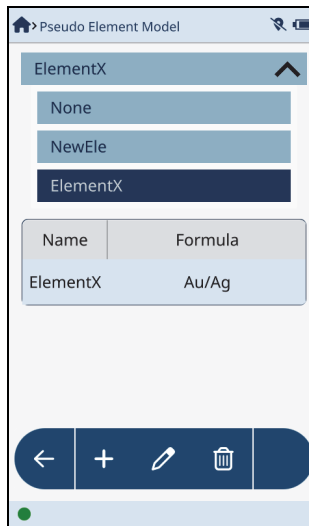 Pseudo Element Model
ElementX
None
NewEle
ElementX
Name Formula
ElementX Au/Ag